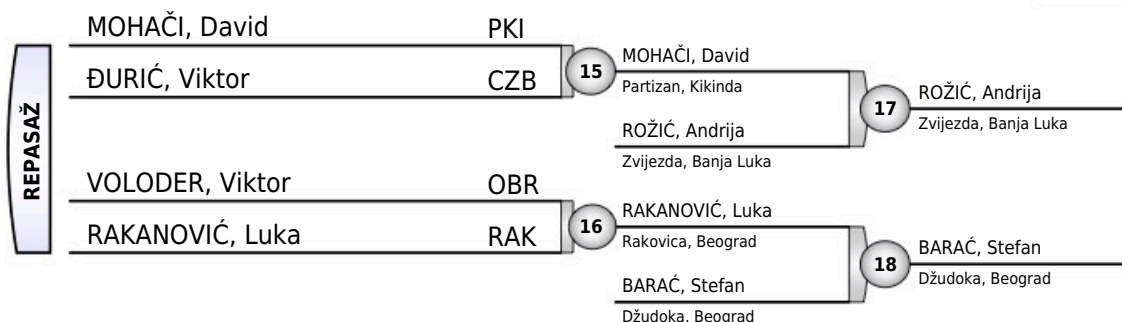 REPASAŽ
MOHAČI, David PKI
ĐURIĆ, Viktor CZB
15
MOHAČI, David
Partizan, Kikinda
ROŽIĆ, Andrija
Zvijezda, Banja Luka
17
ROŽIĆ, Andrija
Zvijezda, Banja Luka
VOLODER, Viktor OBR
RAKANOVIĆ, Luka RAK
16
RAKANOVIĆ, Luka
Rakovica, Beograd
BARAĆ, Stefan
Džudoka, Beograd
18
BARAĆ, Stefan
Džudoka, Beograd